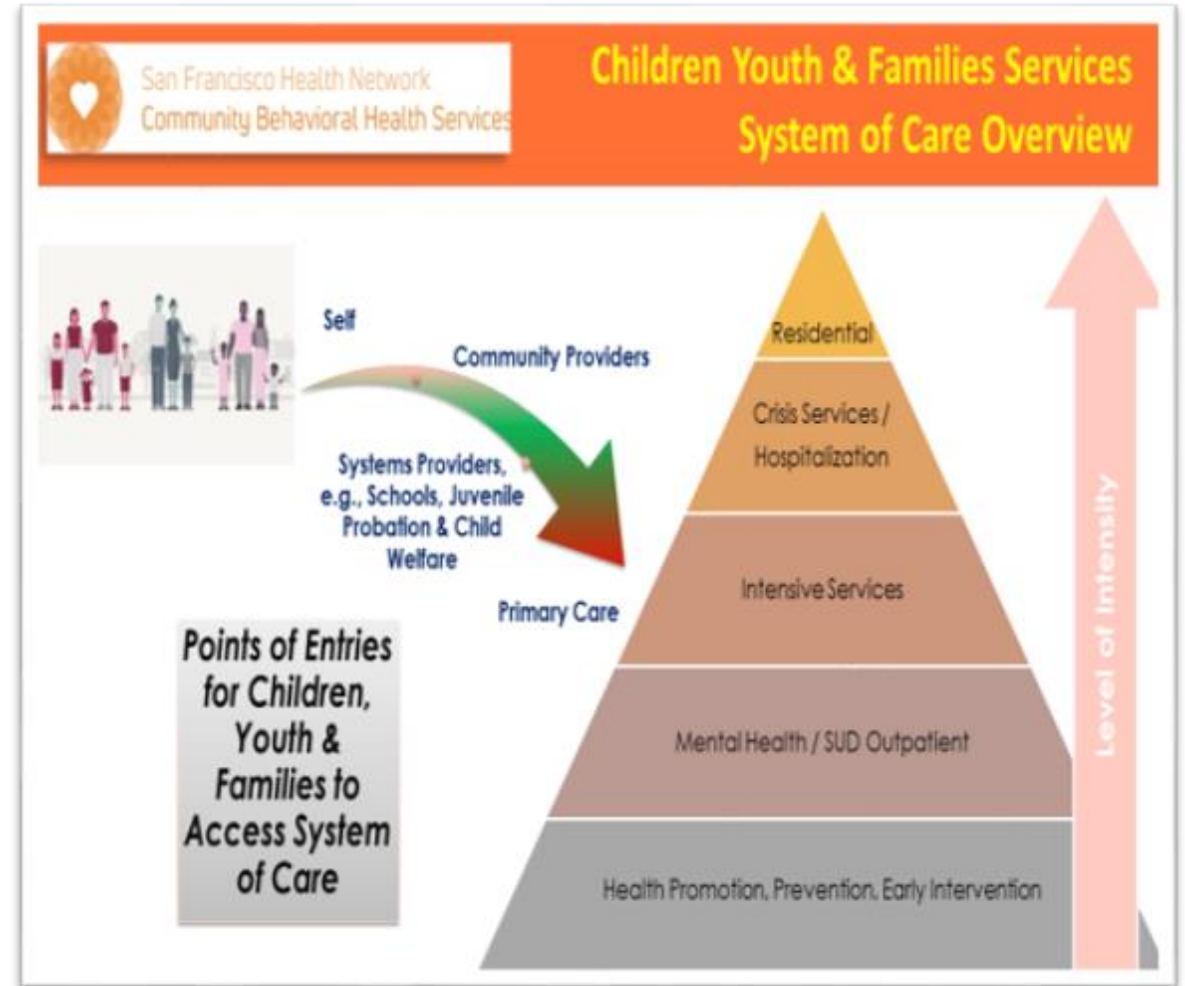 San Francisco Health Network
Community Behavioral Health Services
Children Youth & Families Services
System of Care Overview
Self
Community Providers
Systems Providers,
e.g., Schools, Juvenile
Probation & Child
Welfare
Primary Care
Points of Entries
for Children,
Youth &
Families to
Access System
of Care
Residential
Crisis Services /
Hospitalization
Intensive Services
Mental Health / SUD Outpatient
Health Promotion, Prevention, Early Intervention
Level of Intensity